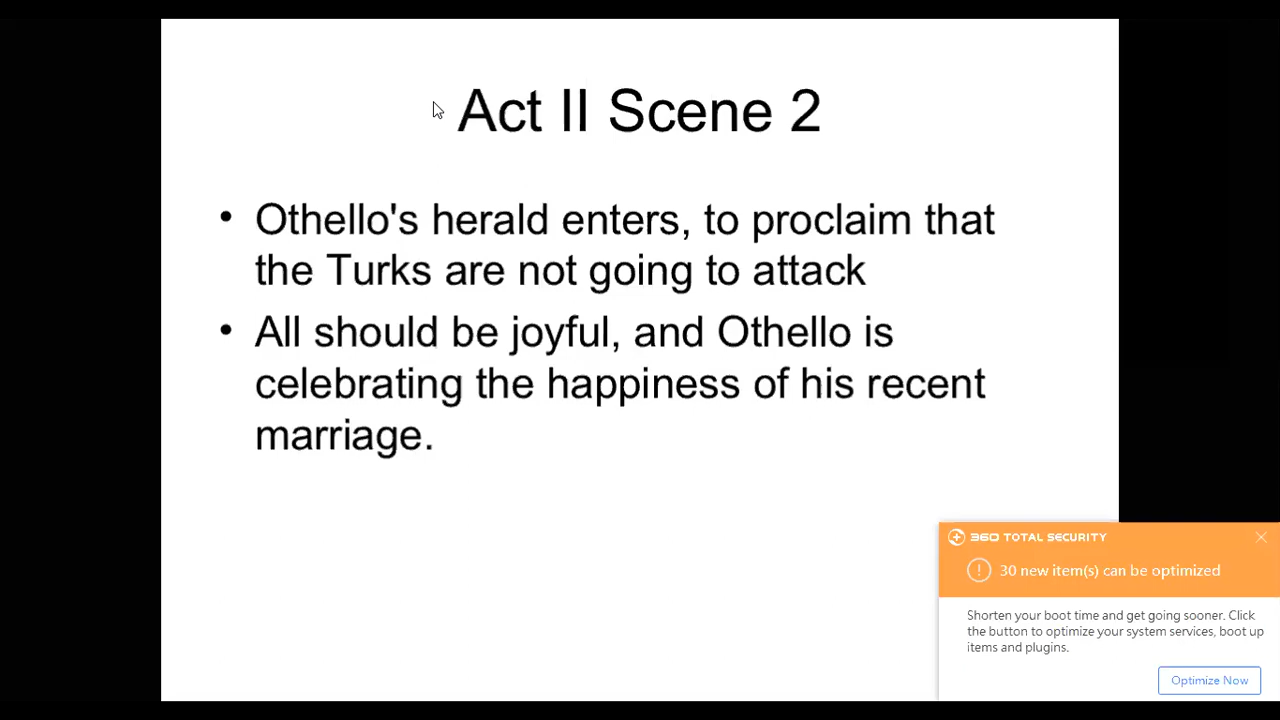 Act II Scene 2
• Othello's herald enters, to proclaim that
the Turks are not going to attack
• All should be joyful, and Othello is
celebrating the happiness of his recent
marriage.
360 TOTAL SECURITY
30 new item(s) can be optimized
Shorten your boot time and get going sooner. Click
the button to optimize your system services, boot up
items and plugins.
Optimize Now